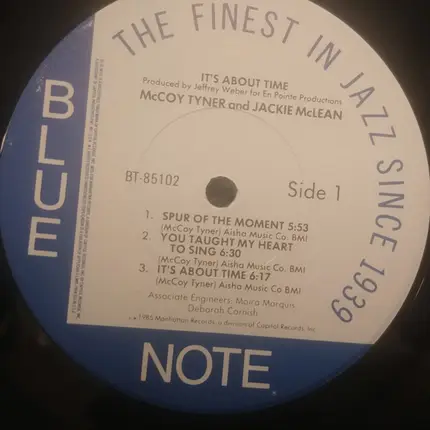 THE FINEST IN JAZZ SINCE 1939
BLUE
NOTE
IT'S ABOUT TIME
Produced by Jeffrey Weber for En Pointe Productions
McCOY TYNER and JACKIE McLEAN
BT-85102
Side 1
1. SPUR OF THE MOMENT 5:53
(McCoy Tyner) Aisha Music Co. BMI
2. YOU TAUGHT MY HEART
TO SING 6:30
(McCoy Tyner) Aisha Music Co. BMI
3. IT'S ABOUT TIME 6:17
(McCoy Tyner) Aisha Music Co BMI
Associate Engineers: Moira Marquin
Deborah Cornish
1985 Manhattan Records, a division of Capitol Records, Inc.